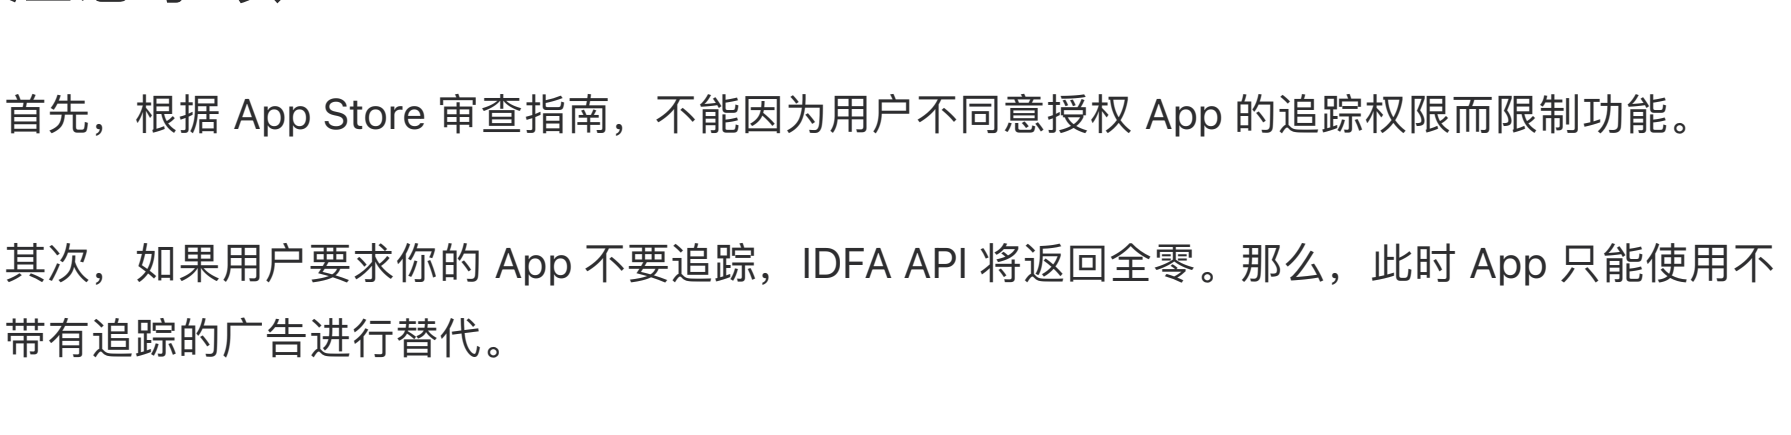 首先，根据 App Store 审查指南，不能因为用户不同意授权 App 的追踪权限而限制功能。
其次，如果用户要求你的 App 不要追踪，IDFA API 将返回全零。那么，此时 App 只能使用不
带有追踪的广告进行替代。